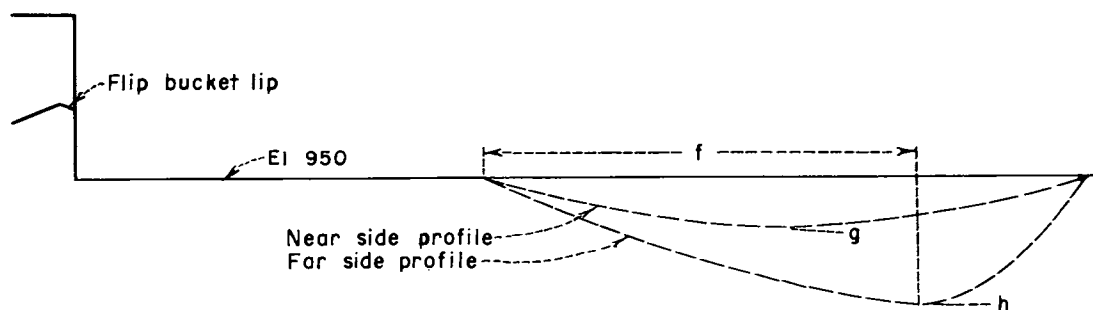 Flip bucket lip
El 950
f
g
Near side profile
Far side profile
h